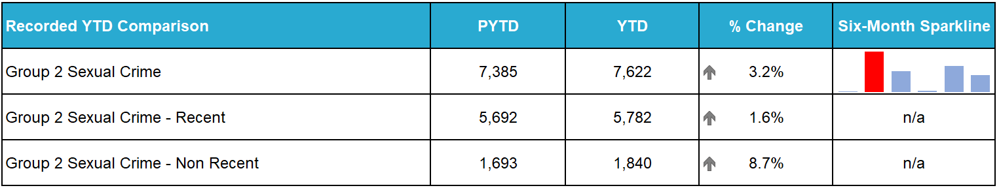 Recorded YTD Comparison PYTD YTD % Change Six-Month Sparkline
Group 2 Sexual Crime 7,385 7,622 3.2%
Group 2 Sexual Crime - Recent 5,692 5,782 1.6% n/a
Group 2 Sexual Crime - Non Recent 1,693 1,840 8.7% n/a